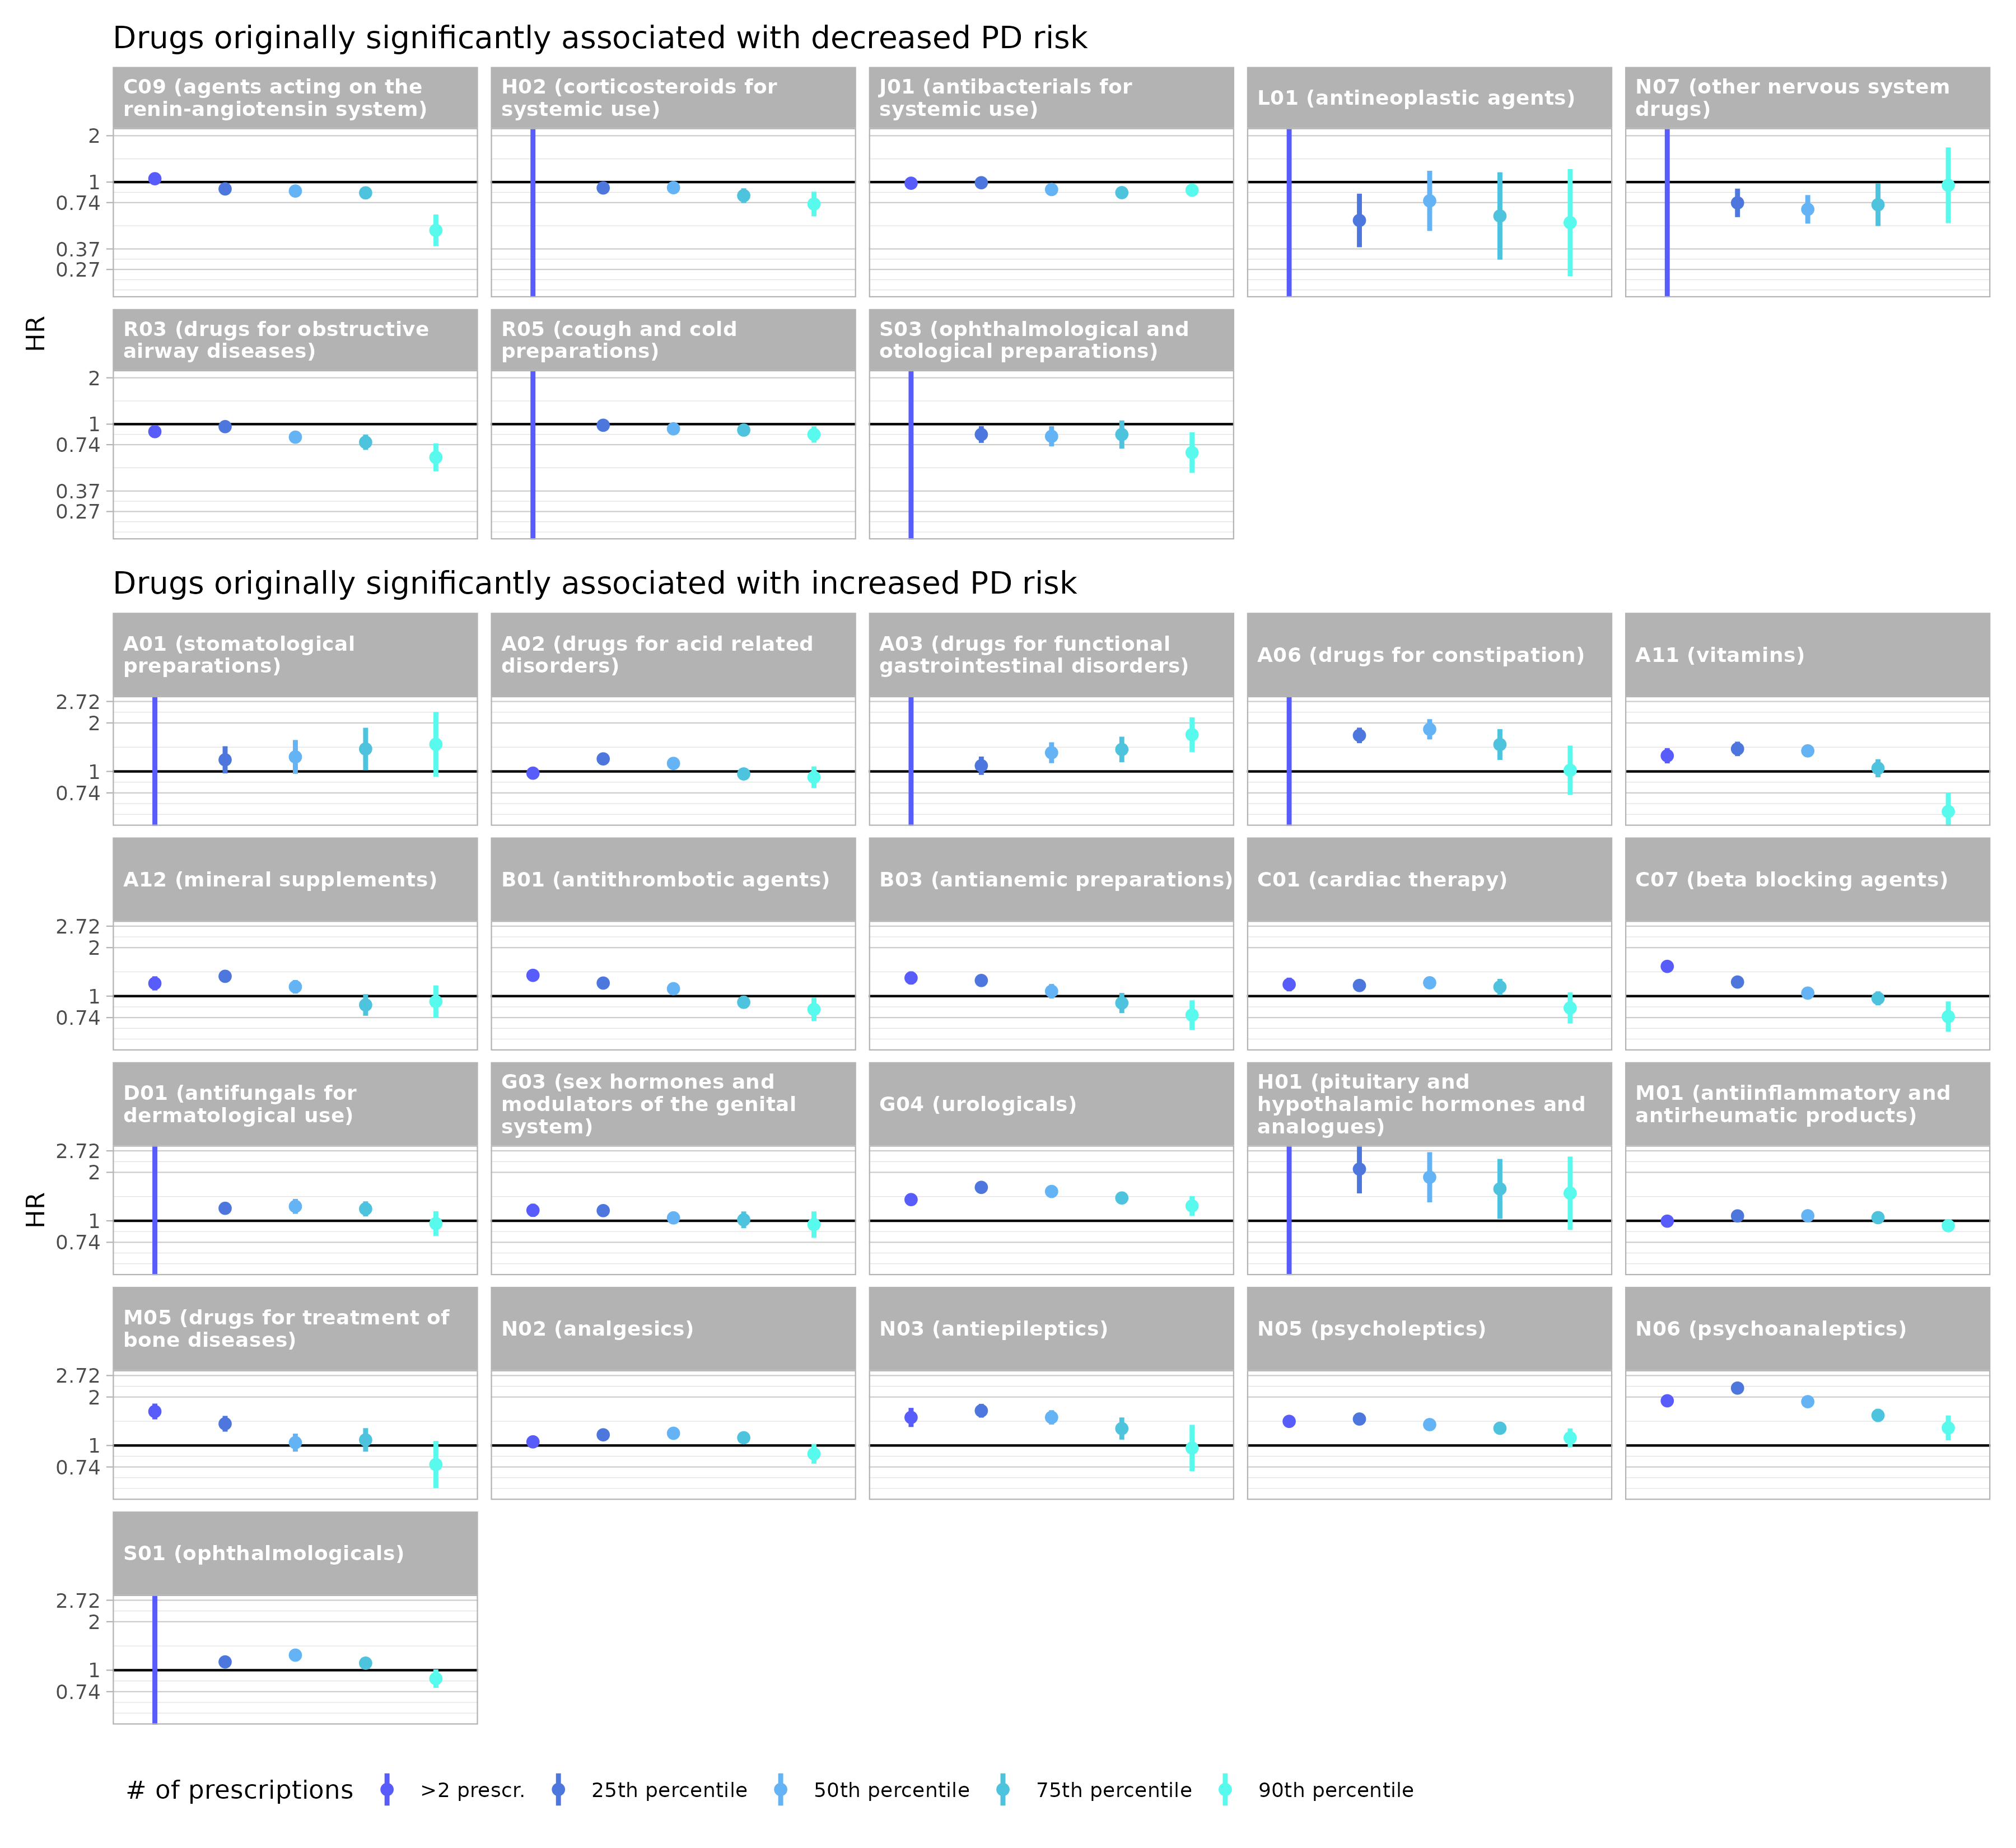 Drugs originally significantly associated with decreased PD risk
C09 (agents acting on the
renin-angiotensin system)
H02 (corticosteroids for
systemic use)
J01 (antibacterials for
systemic use)
L01 (antineoplastic agents)
N07 (other nervous system
drugs)
2
1
0.74
0.37
0.27
HR
R03 (drugs for obstructive
airway diseases)
R05 (cough and cold
preparations)
S03 (ophthalmological and
otological preparations)
2
1
0.74
0.37
0.27
Drugs originally significantly associated with increased PD risk
A01 (stomatological
preparations)
A02 (drugs for acid related
disorders)
A03 (drugs for functional
gastrointestinal disorders)
A06 (drugs for constipation)
A11 (vitamins)
2.72
2
1
0.74
A12 (mineral supplements)
B01 (antithrombotic agents)
B03 (antianemic preparations)
C01 (cardiac therapy)
C07 (beta blocking agents)
2.72
2
1
0.74
D01 (antifungals for
dermatological use)
G03 (sex hormones and
modulators of the genital
system)
G04 (urologicals)
H01 (pituitary and
hypothalamic hormones and
analogues)
M01 (antiinflammatory and
antirheumatic products)
2.72
2
1
0.74
HR
M05 (drugs for treatment of
bone diseases)
N02 (analgesics)
N03 (antiepileptics)
N05 (psycholeptics)
N06 (psychoanaleptics)
2.72
2
1
0.74
S01 (ophthalmologicals)
2.72
2
1
0.74
# of prescriptions
>2 prescr.
25th percentile
50th percentile
75th percentile
90th percentile